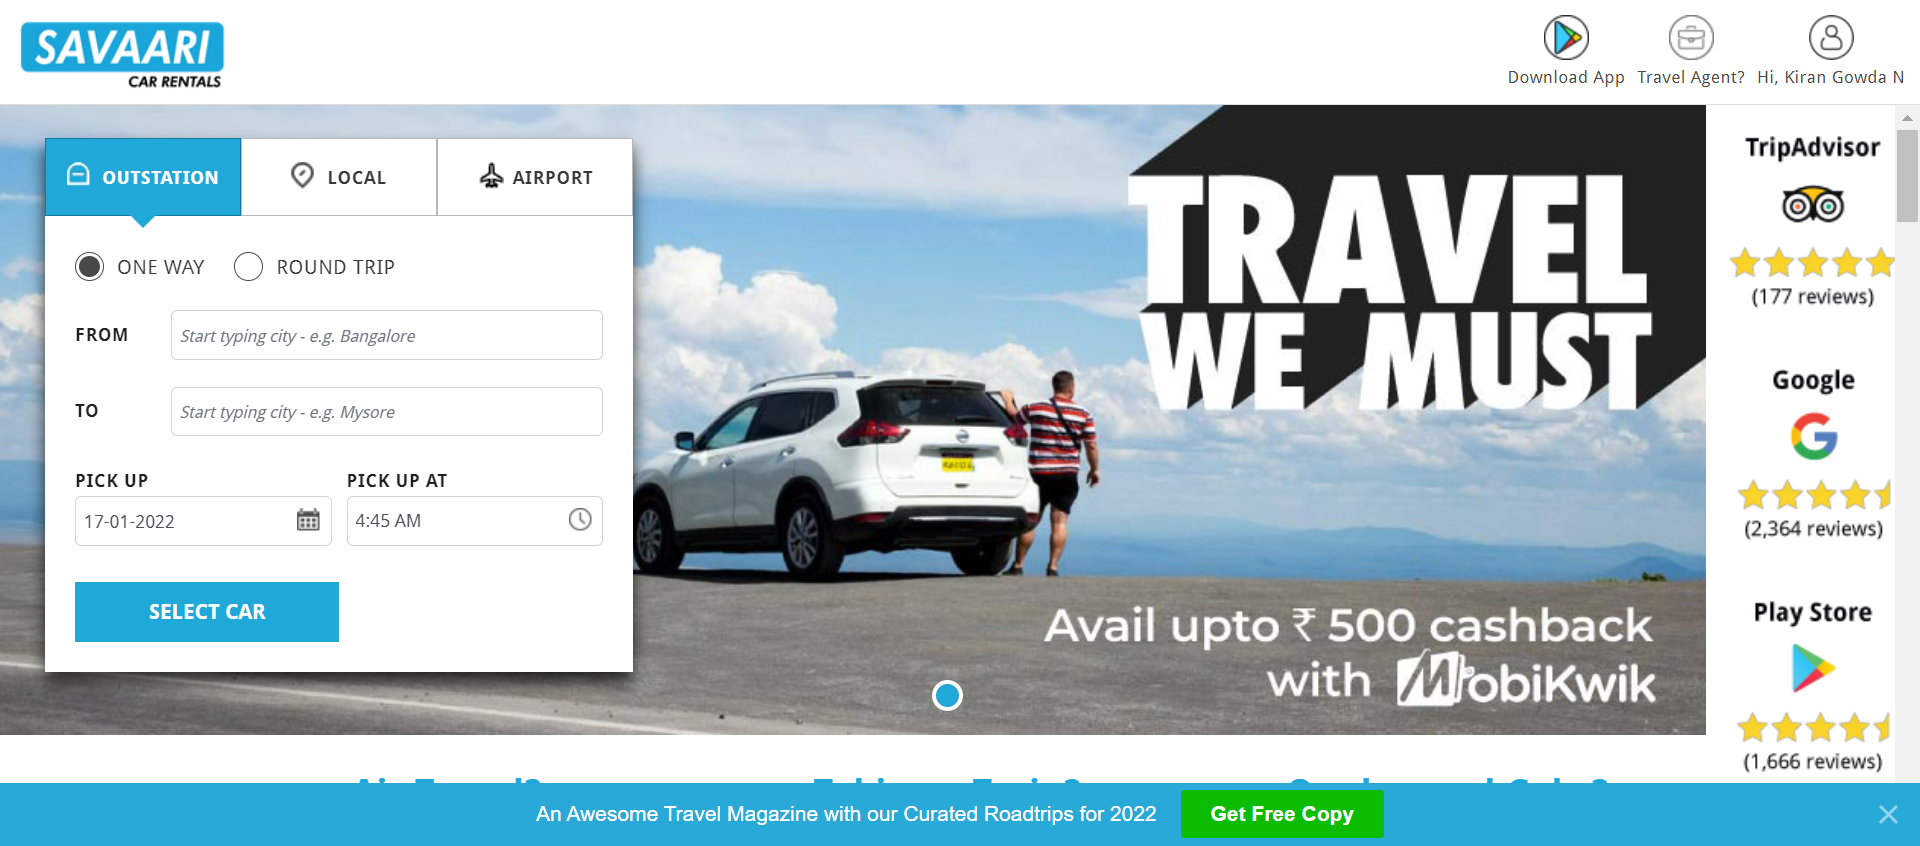 SAVAARI
CAR RENTALS
Download App
Travel Agent?
Hi, Kiran Gowda N
OUTSTATION
LOCAL
AIRPORT
ONE WAY
ROUND TRIP
FROM
Start typing city - e.g. Bangalore
TO
Start typing city - e.g. Mysore
PICK UP
PICK UP AT
17-01-2022
4:45 AM
SELECT CAR
TRAVEL
WE MUST
Avail upto ₹ 500 cashback
with MobiKwik
TripAdvisor
(177 reviews)
Google
(2,364 reviews)
Play Store
(1,666 reviews)
An Awesome Travel Magazine with our Curated Roadtrips for 2022
Get Free Copy